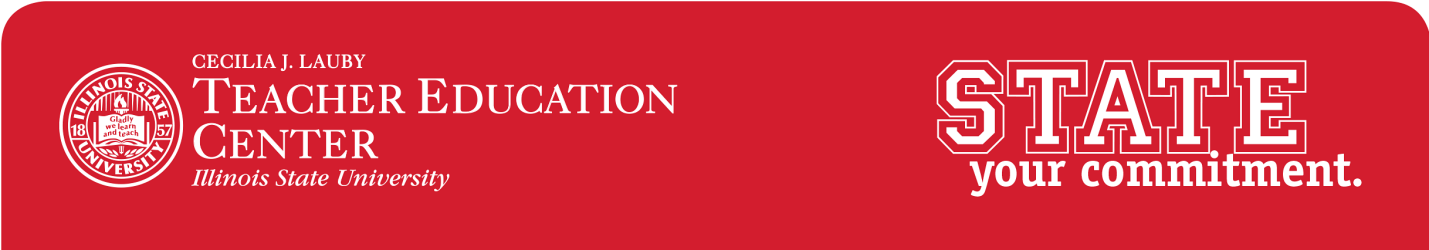 ILLINOIS STATE
UNIVERSITY
18 57
Gladly
we learn
and teach
CECILIA J. LAUBY
TEACHER EDUCATION
CENTER
Illinois State University
STATE
your commitment.